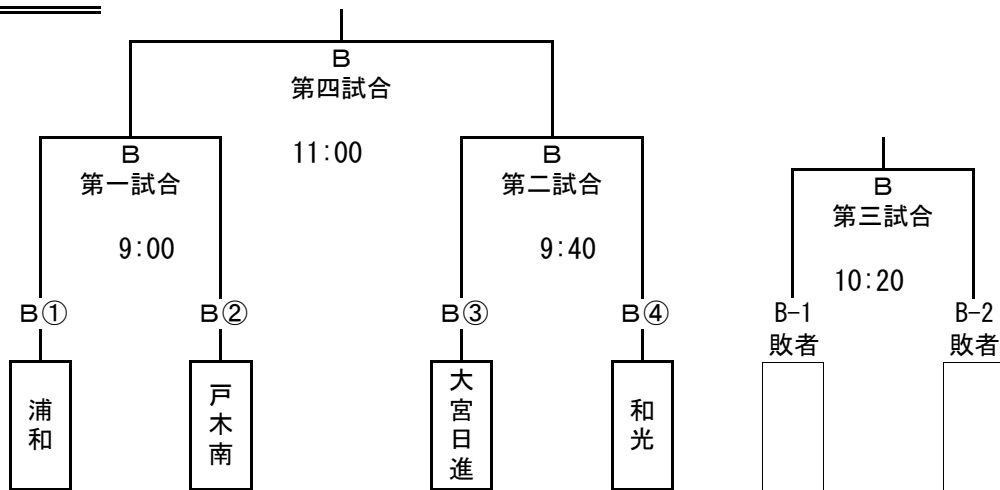 B
第四試合
11:00
B
第一試合
9:00
B
第二試合
9:40
B
第三試合
10:20
B①
B②
B③
B④
B-1
敗者
B-2
敗者
浦和
戸木南
大宮日進
和光